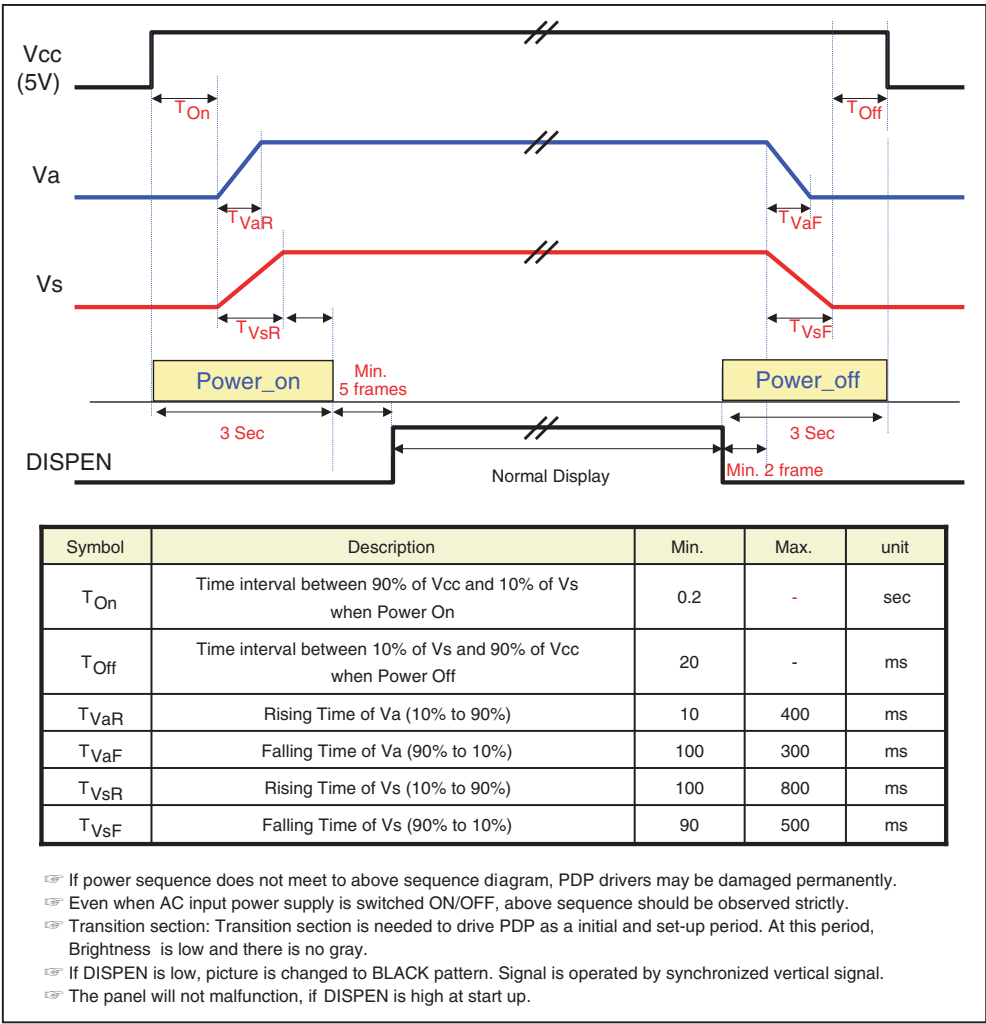 Vcc
(5V)
TOn
TOff
Va
TVaR
TVaF
Vs
TVsR
TVsF
Power_on
Min.
5 frames
Power_off
3 Sec
3 Sec
DISPEN
Normal Display
Min. 2 frame
Symbol Description Min. Max. unit
TOn Time interval between 90% of Vcc and 10% of Vs when Power On 0.2 - sec
TOff Time interval between 10% of Vs and 90% of Vcc when Power Off 20 - ms
TVaR Rising Time of Va (10% to 90%) 10 400 ms
TVaF Falling Time of Va (90% to 10%) 100 300 ms
TVsR Rising Time of Vs (10% to 90%) 100 800 ms
TVsF Falling Time of Vs (90% to 10%) 90 500 ms
☞ If power sequence does not meet to above sequence diagram, PDP drivers may be damaged permanently.
☞ Even when AC input power supply is switched ON/OFF, above sequence should be observed strictly.
☞ Transition section: Transition section is needed to drive PDP as a initial and set-up period. At this period,
Brightness is low and there is no gray.
☞ If DISPEN is low, picture is changed to BLACK pattern. Signal is operated by synchronized vertical signal.
☞ The panel will not malfunction, if DISPEN is high at start up.